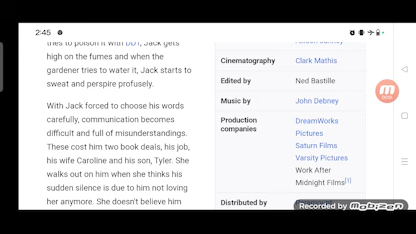 2:45
tries to poison it with DDT, Jack gets
high on the fumes and when the
gardener tries to water it, Jack starts to
sweat and perspire profusely.
With Jack forced to choose his words
carefully, communication becomes
difficult and full of misunderstandings.
These cost him two book deals, his job,
his wife Caroline and his son, Tyler. She
walks out on him when she thinks his
sudden silence is due to him not loving
her anymore. She doesn't believe him
Allison Janney
Cinematography Clark Mathis
Edited by Ned Bastille
Music by John Debney
Production DreamWorks
companies Pictures
Saturn Films
Varsity Pictures
Work After
Midnight Films[1]
Distributed by
Recorded by
MOBIZEN